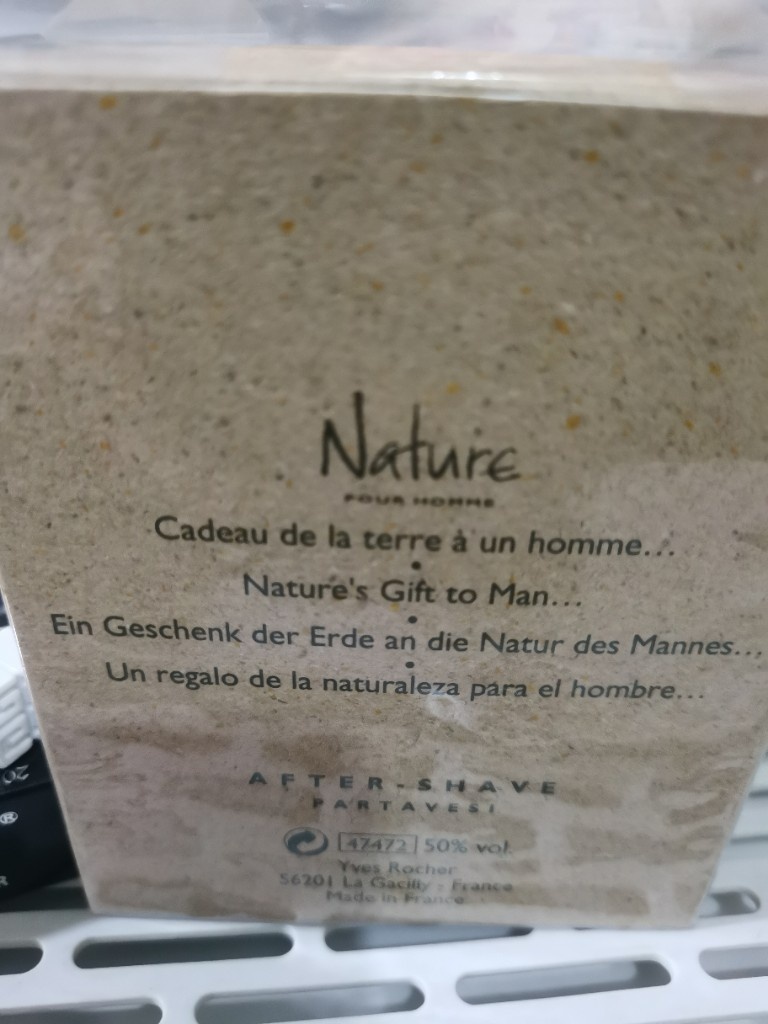 Nature
POUR HOMME
Cadeau de la terre à un homme...
•
Nature's Gift to Man...
•
Ein Geschenk der Erde an die Natur des Mannes...
•
Un regalo de la naturaleza para el hombre...
AFTER-SHAVE
PARTAVESI
47472 50% vol.
Yves Rocher
56201 La Gacilly - France
Made in France
®